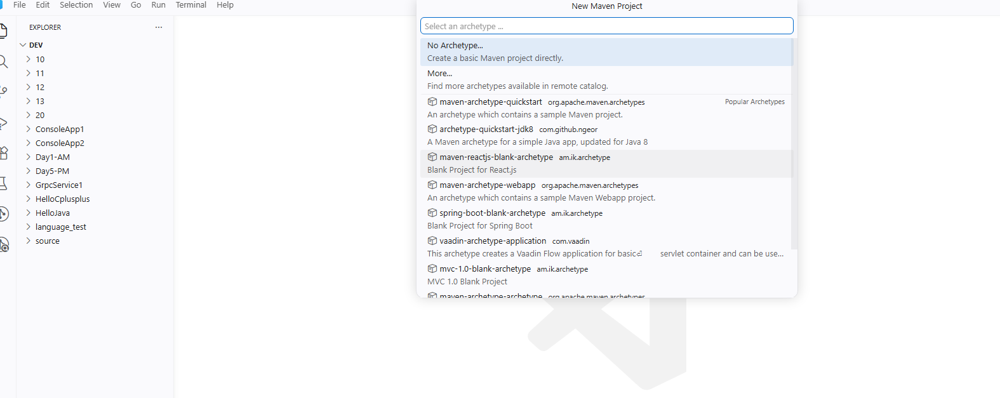 File Edit Selection View Go Run Terminal Help
New Maven Project
EXPLORER
DEV
10
11
12
13
20
ConsoleApp1
ConsoleApp2
Day1-AM
Day5-PM
GrpcService1
HelloCplusplus
HelloJava
language_test
source
Select an archetype ...
No Archetype...
Create a basic Maven project directly.
More...
Find more archetypes available in remote catalog.
maven-archetype-quickstart org.apache.maven.archetypes Popular Archetypes
An archetype which contains a sample Maven project.
archetype-quickstart-jdk8 com.github.ngeor
A Maven archetype for a simple Java app, updated for Java 8
maven-reactjs-blank-archetype am.ik.archetype
Blank Project for React.js
maven-archetype-webapp org.apache.maven.archetypes
An archetype which contains a sample Maven Webapp project.
spring-boot-blank-archetype am.ik.archetype
Blank Project for Spring Boot
vaadin-archetype-application com.vaadin
This archetype creates a Vaadin Flow application for basic⏎ servlet container and can be use...
mvc-1.0-blank-archetype am.ik.archetype
MVC 1.0 Blank Project
maven-archetype-archetype org.apache.maven.archetypes